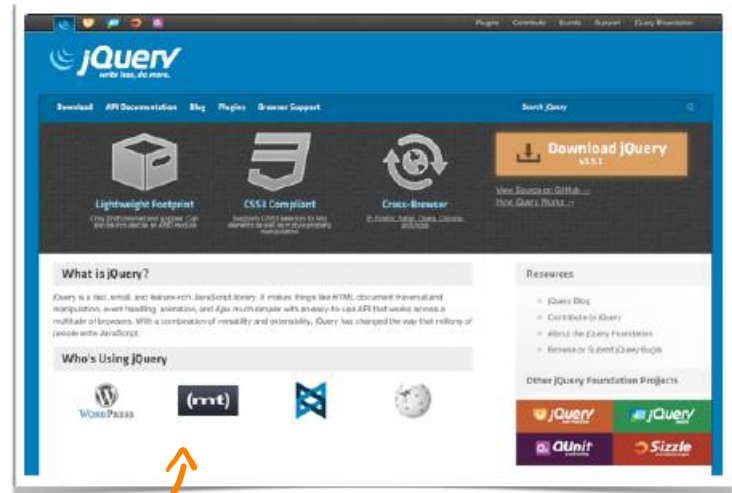 Plugins Contribute Events Support jQuery Foundation
jQuery
write less, do more.
Download API Documentation Blog Plugins Browser Support
Search jQuery
Lightweight Footprint
CSS3 Compliant
Cross-Browser
Download jQuery
View Source on GitHub →
How jQuery Works →
What is jQuery?
jQuery is a fast, small, and feature-rich JavaScript library. It makes things like HTML document traversal and
manipulation, event handling, animation, and Ajax much simpler with an easy-to-use API that works across a
multitude of browsers. With a combination of versatility and extensibility, jQuery has changed the way that millions of
people write JavaScript.
Who's Using jQuery
WORDPRESS
(mt)
Resources
jQuery Blog
Contribute to jQuery
About the jQuery Foundation
Browse or Submit jQuery Bugs
Other jQuery Foundation Projects
jQuery
jQuery
QUnit
Sizzle